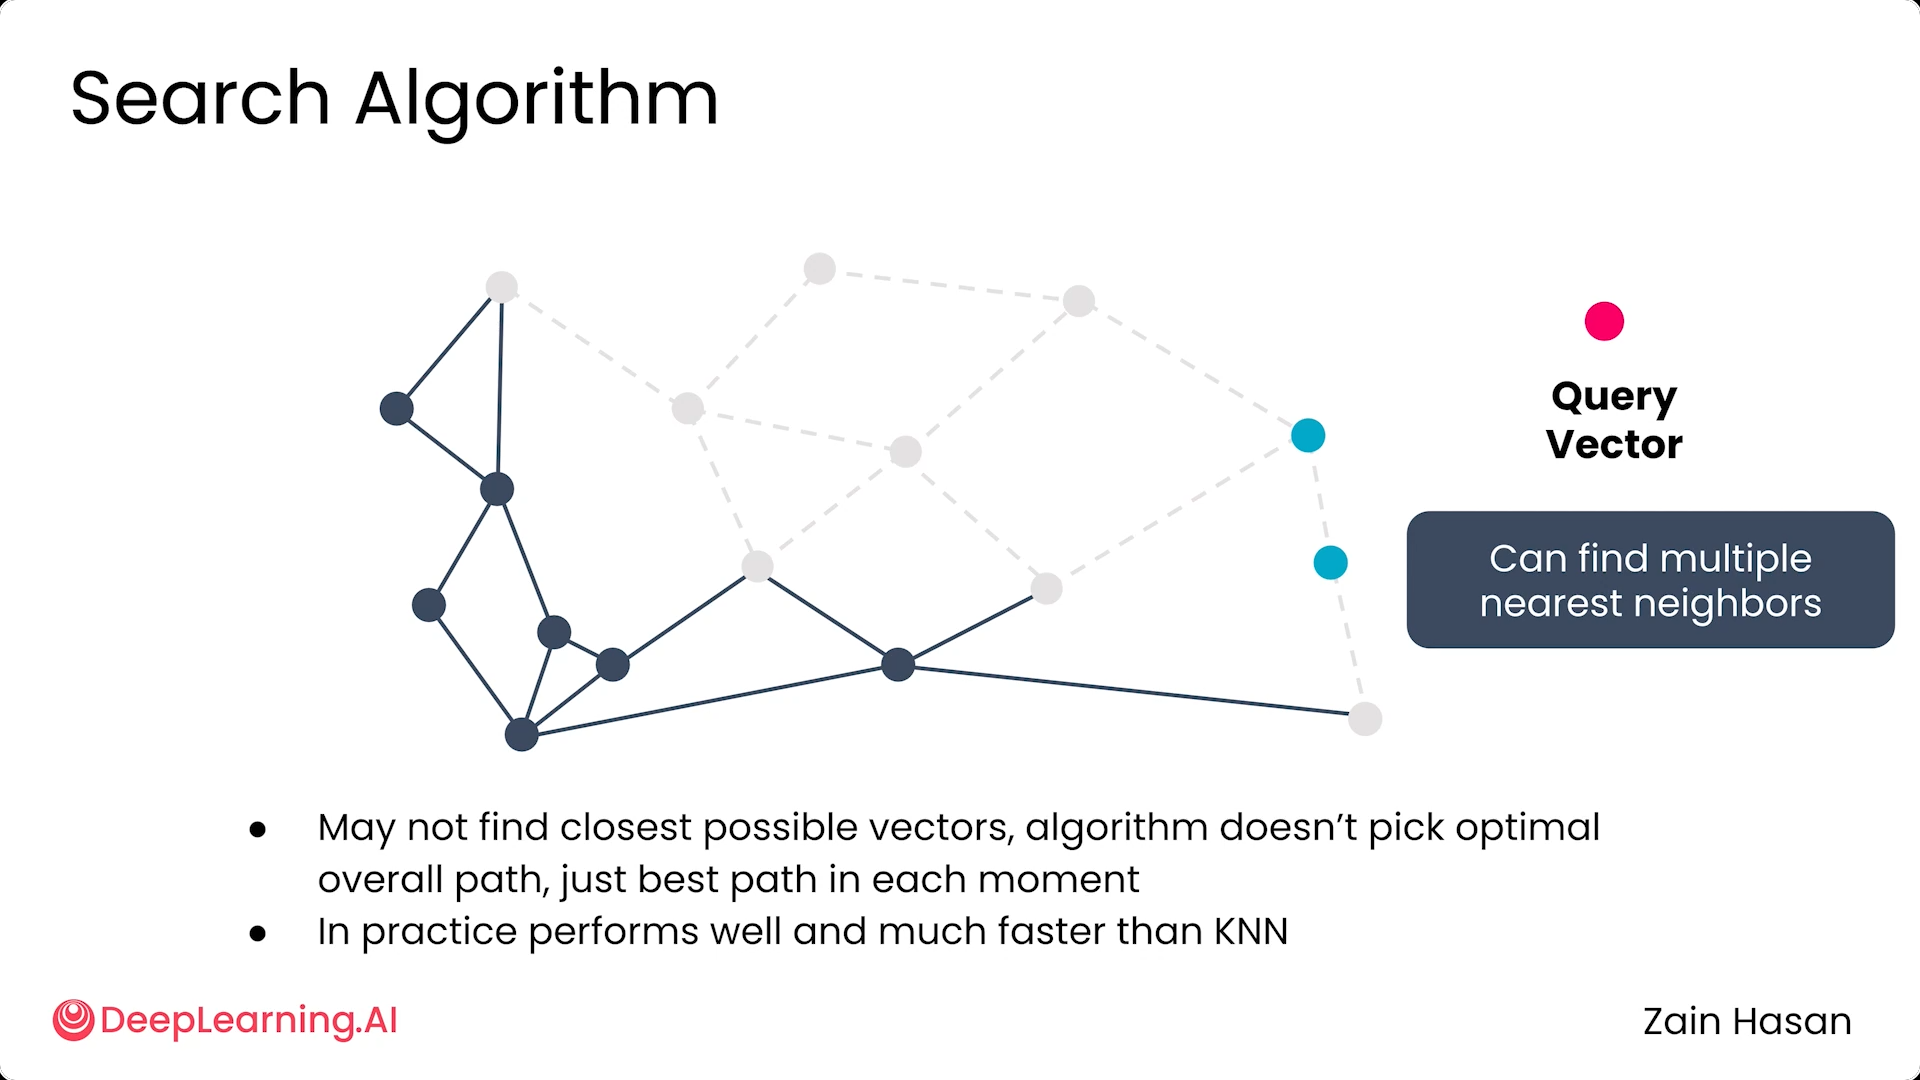 Search Algorithm
Query
Vector
Can find multiple
nearest neighbors
● May not find closest possible vectors, algorithm doesn’t pick optimal
overall path, just best path in each moment
● In practice performs well and much faster than KNN
DeepLearning.AI
Zain Hasan